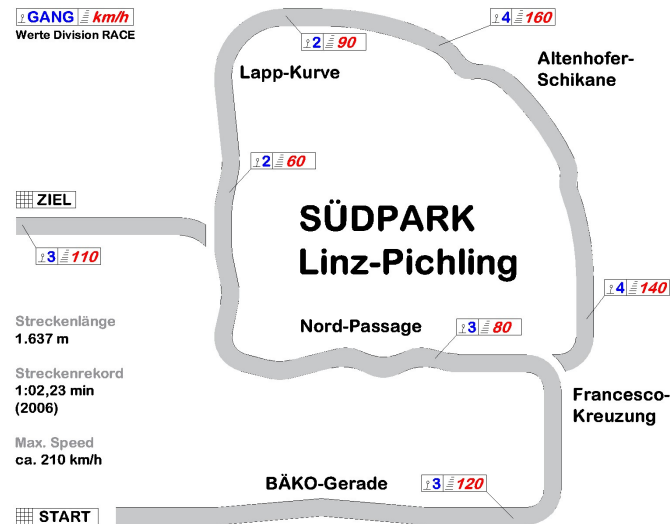 GANG km/h
Werte Division RACE
2 90
4 160
Altenhofer-
Schikane
Lapp-Kurve
2 60
ZIEL
SÜDPARK
Linz-Pichling
3 110
4 140
Nord-Passage
3 80
Streckenlänge
1.637 m
Streckenrekord
1:02,23 min
(2006)
Francesco-
Kreuzung
Max. Speed
ca. 210 km/h
BÄKO-Gerade
3 120
START